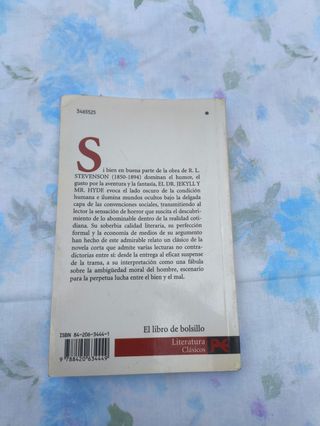 3465525
Si bien en buena parte de la obra de R. L.
STEVENSON (1850-1894) dominan el humor, el
gusto por la aventura y la fantasía, EL DR. JEKYLL Y
MR. HYDE evoca el lado oscuro de la condición
humana e ilumina mundos ocultos bajo la delgada
capa de las convenciones sociales, transmitiendo al
lector la sensación de horror que suscita el descubri-
miento de lo abominable dentro de la realidad coti-
diana. Su soberbia calidad literaria, su perfección
formal y la economía de medios de su argumento
han hecho de este admirable relato un clásico de la
novela corta que admite varias lecturas no contra-
dictorias entre sí: desde la entrega al eficaz suspense
de la trama, a su interpretación como una fábula
sobre la ambigüedad moral del hombre, escenario
para la perpetua lucha entre el bien y el mal.
ISBN 84-206-3444-1
9 788420 634449
El libro de bolsillo
Literatura
Clásicos